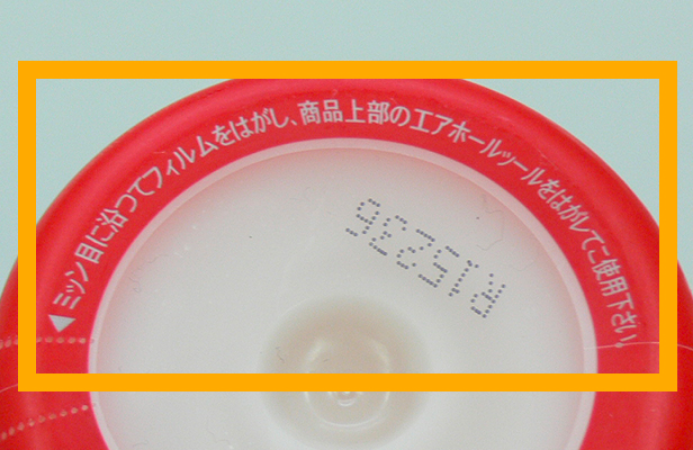 ◀ミシン目に沿ってフィルムをはがし、商品上部のエアホールシールをはがしてご使用下さい。
R15236